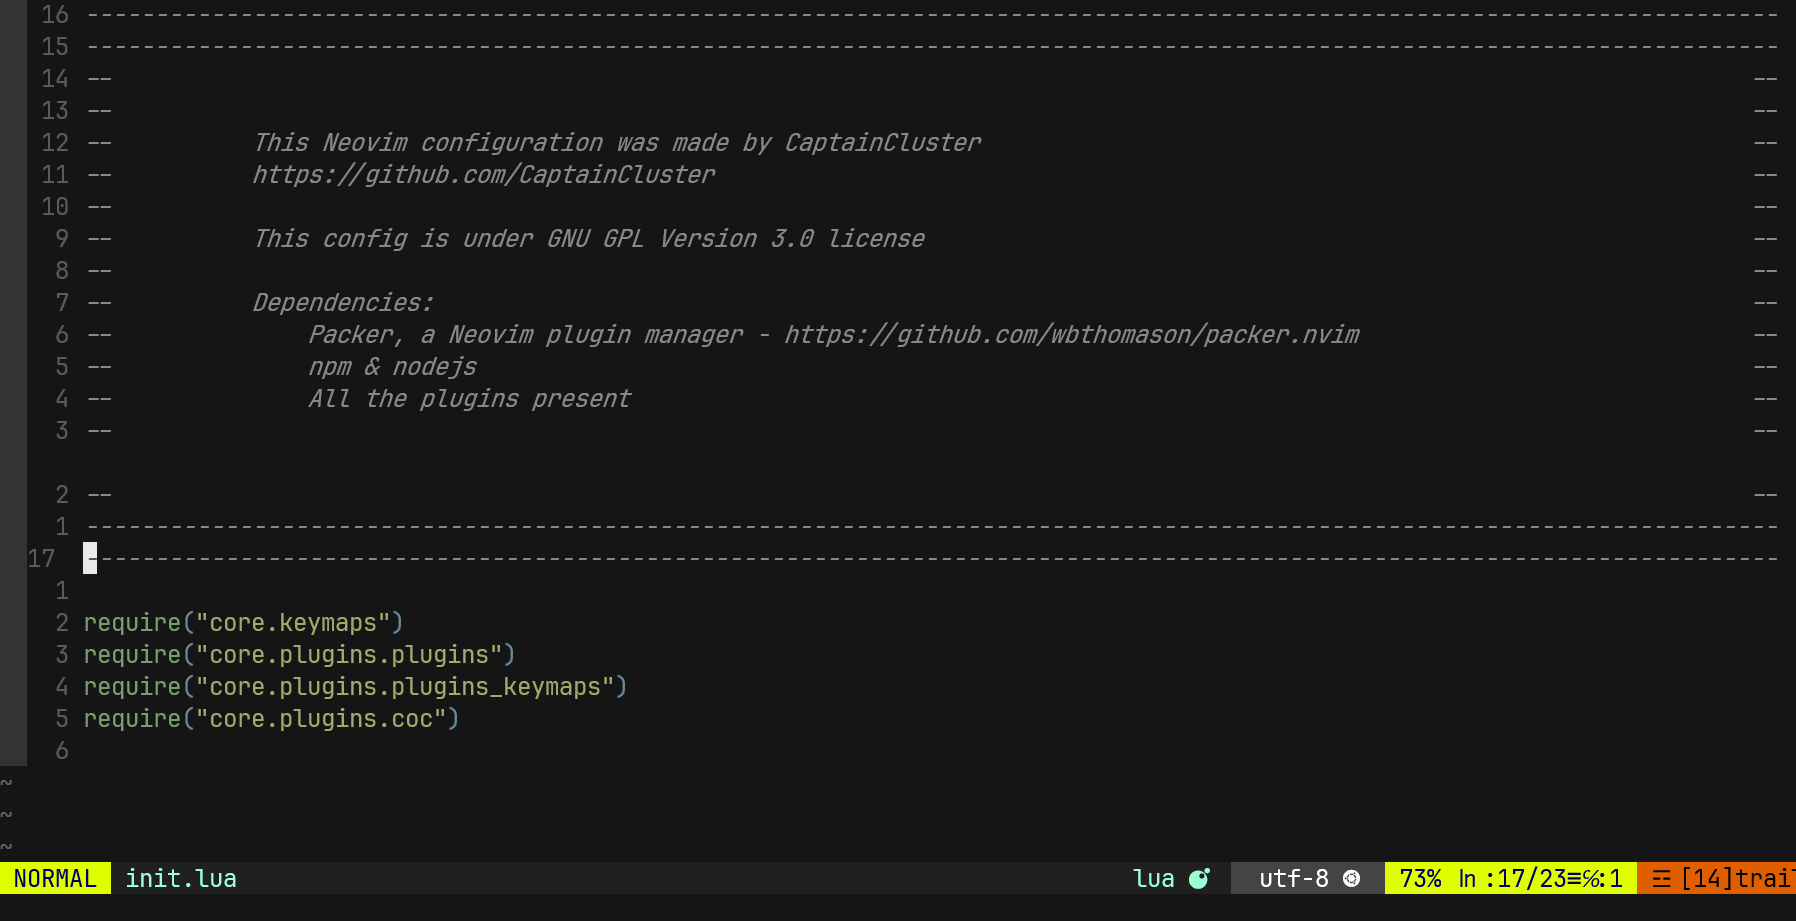 16 -------------------------------------------------------------------------------------------------------------------------
15 -------------------------------------------------------------------------------------------------------------------------
14 -- --
13 -- --
12 -- This Neovim configuration was made by CaptainCluster --
11 -- https://github.com/CaptainCluster --
10 -- --
9 -- This config is under GNU GPL Version 3.0 license --
8 -- --
7 -- Dependencies: --
6 -- Packer, a Neovim plugin manager - https://github.com/wbthomason/packer.nvim --
5 -- npm & nodejs --
4 -- All the plugins present --
3 -- --
2 -- --
1 -------------------------------------------------------------------------------------------------------------------------
17 -------------------------------------------------------------------------------------------------------------------------
1
2 require("core.keymaps")
3 require("core.plugins.plugins")
4 require("core.plugins.plugins_keymaps")
5 require("core.plugins.coc")
6
~
~
~
NORMAL init.lua lua utf-8 73% ln :17/23≡℅:1 ☲ [14]trai